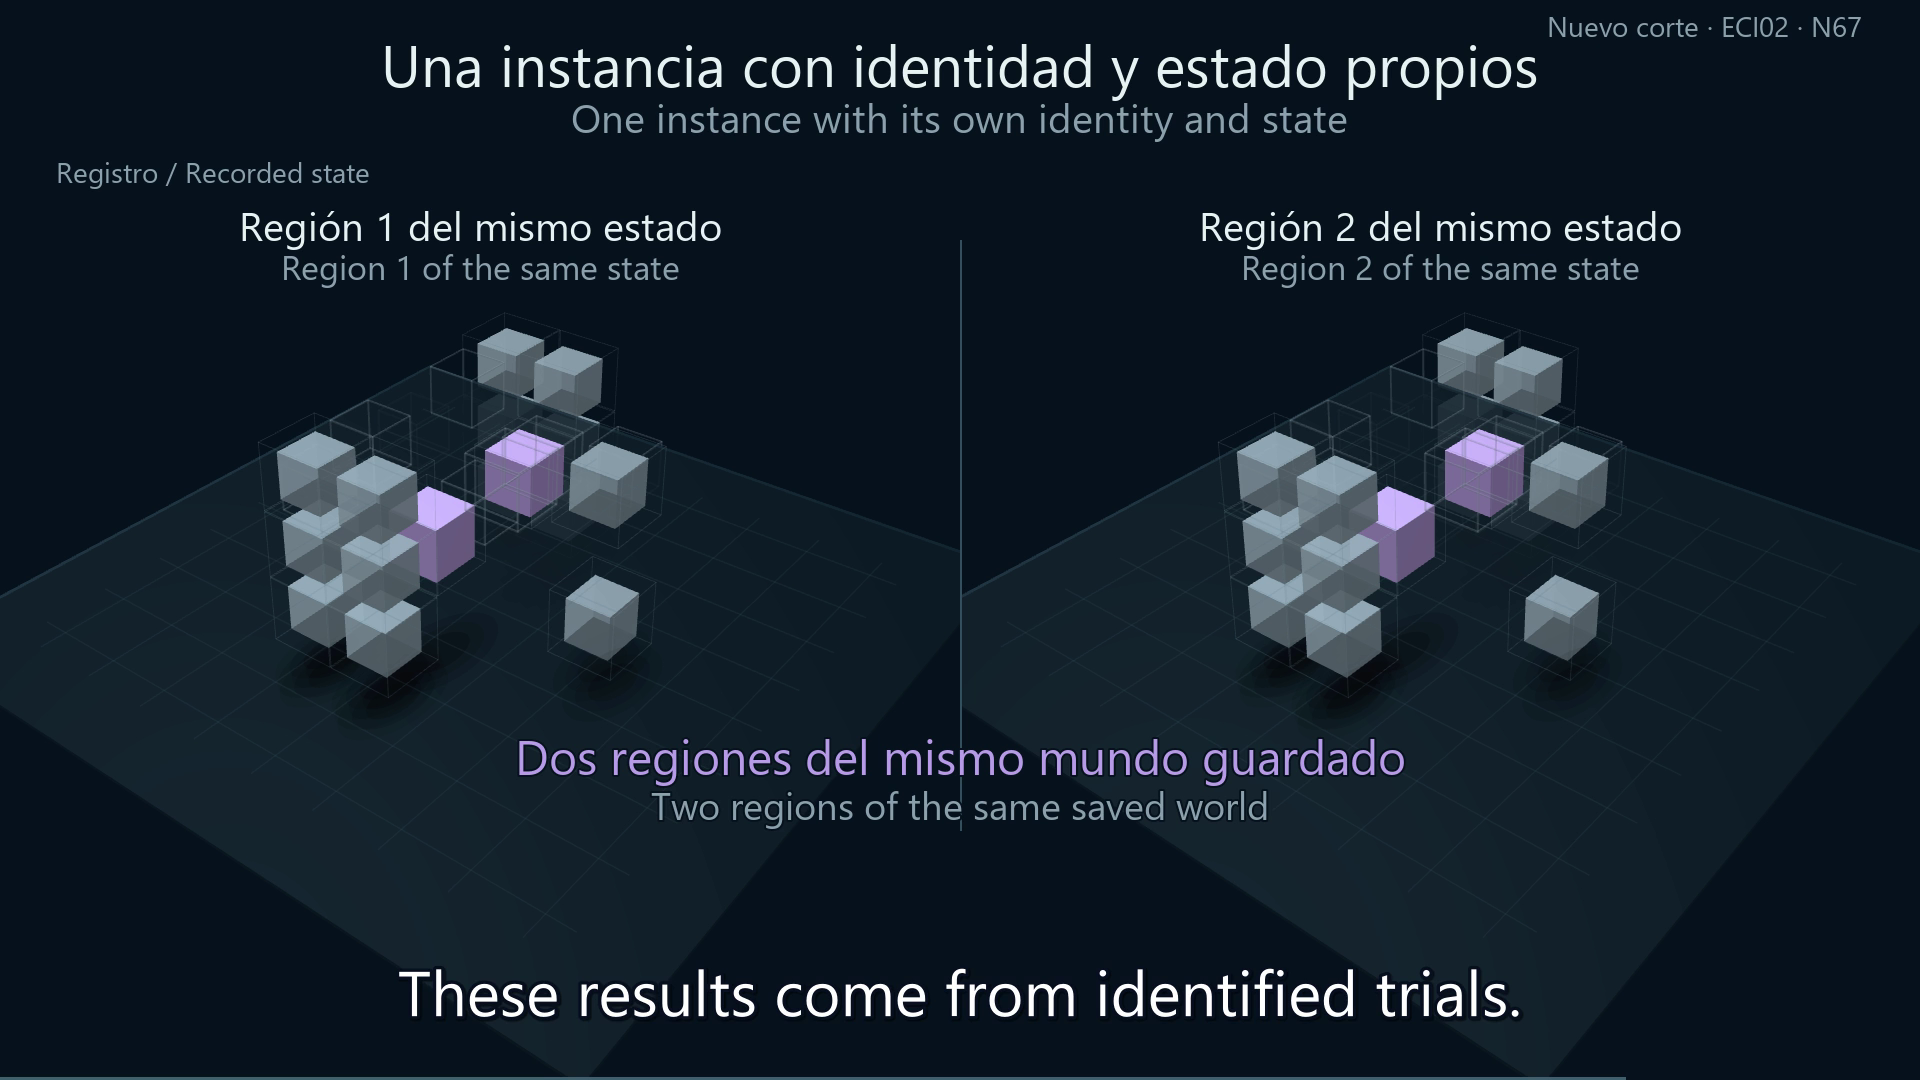 Nuevo corte · ECI02 · N67
Una instancia con identidad y estado propios
One instance with its own identity and state
Registro / Recorded state
Región 1 del mismo estado
Region 1 of the same state
Región 2 del mismo estado
Region 2 of the same state
Dos regiones del mismo mundo guardado
Two regions of the same saved world
These results come from identified trials.